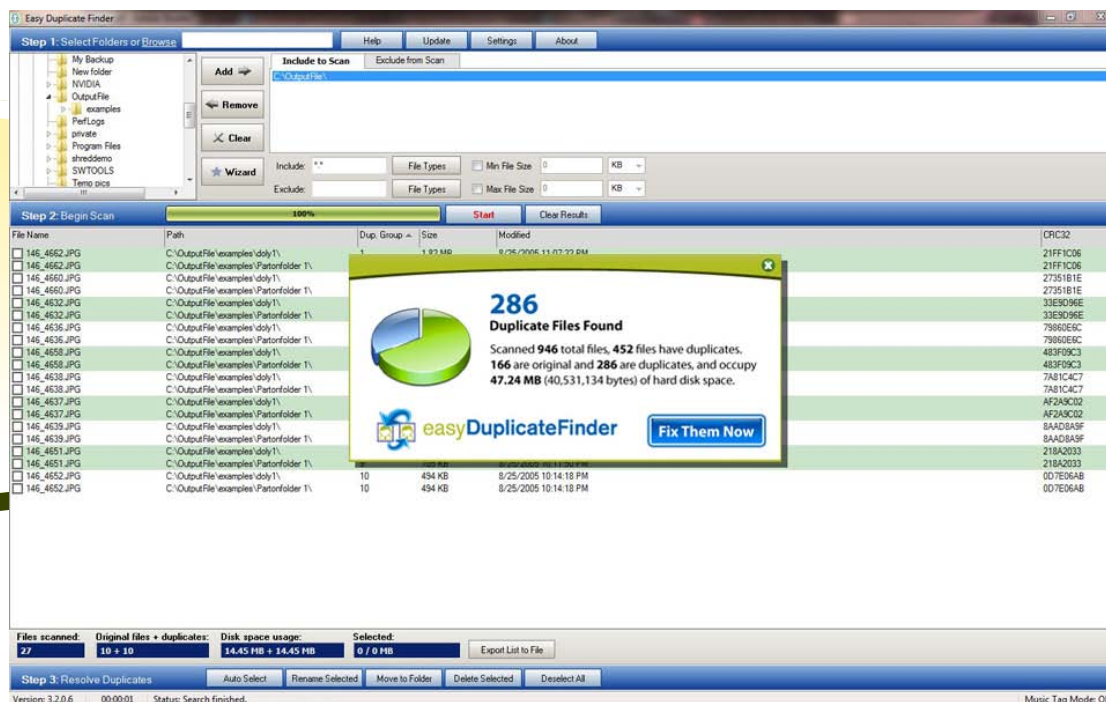 Easy Duplicate Finder
Step 1: Select Folders or Browse
Help Update Settings About
My Backup
New folder
NVIDIA
OutputFile
examples
PerfLogs
private
Program Files
shreddemo
SWTOOLS
Temp pics
Add
Remove
Clear
Wizard
Include to Scan Exclude from Scan
C:\OutputFile\
Include: *.* File Types Min File Size 0 KB
Exclude: File Types Max File Size 0 KB
Step 2: Begin Scan 100% Start Clear Results
File Name Path Dup. Group Size Modified CRC32
146_4662.JPG C:\OutputFile\examples\doly1\ 1 1.82 MB 8/25/2005 11:07:22 PM 21FF1C06
146_4662.JPG C:\OutputFile\examples\Partonfolder 1\ 21FF1C06
146_4660.JPG C:\OutputFile\examples\doly1\ 27351B1E
146_4660.JPG C:\OutputFile\examples\Partonfolder 1\ 27351B1E
146_4632.JPG C:\OutputFile\examples\doly1\ 33E9D96E
146_4632.JPG C:\OutputFile\examples\Partonfolder 1\ 33E9D96E
146_4636.JPG C:\OutputFile\examples\doly1\ 79860E6C
146_4636.JPG C:\OutputFile\examples\Partonfolder 1\ 79860E6C
146_4658.JPG C:\OutputFile\examples\doly1\ 483F09C3
146_4658.JPG C:\OutputFile\examples\Partonfolder 1\ 483F09C3
146_4638.JPG C:\OutputFile\examples\doly1\ 7A81C4C7
146_4638.JPG C:\OutputFile\examples\Partonfolder 1\ 7A81C4C7
146_4637.JPG C:\OutputFile\examples\doly1\ AF2A9C02
146_4637.JPG C:\OutputFile\examples\Partonfolder 1\ AF2A9C02
146_4639.JPG C:\OutputFile\examples\doly1\ 8AAD8A9F
146_4639.JPG C:\OutputFile\examples\Partonfolder 1\ 8AAD8A9F
146_4651.JPG C:\OutputFile\examples\doly1\ 218A2033
146_4651.JPG C:\OutputFile\examples\Partonfolder 1\ 218A2033
146_4652.JPG C:\OutputFile\examples\doly1\ 10 494 KB 8/25/2005 10:14:18 PM 0D7E06AB
146_4652.JPG C:\OutputFile\examples\Partonfolder 1\ 10 494 KB 8/25/2005 10:14:18 PM 0D7E06AB
286
Duplicate Files Found
Scanned 946 total files, 452 files have duplicates.
166 are original and 286 are duplicates, and occupy
47.24 MB (40,531,134 bytes) of hard disk space.
easyDuplicateFinder
Fix Them Now
Files scanned: Original files + duplicates: Disk space usage: Selected:
27 10 + 10 14.45 MB + 14.45 MB 0 / 0 MB Export List to File
Step 3: Resolve Duplicates Auto Select Rename Selected Move to Folder Delete Selected Deselect All
Version: 3.2.0.6 00:00:01 Status: Search finished. Music Tag Mode: